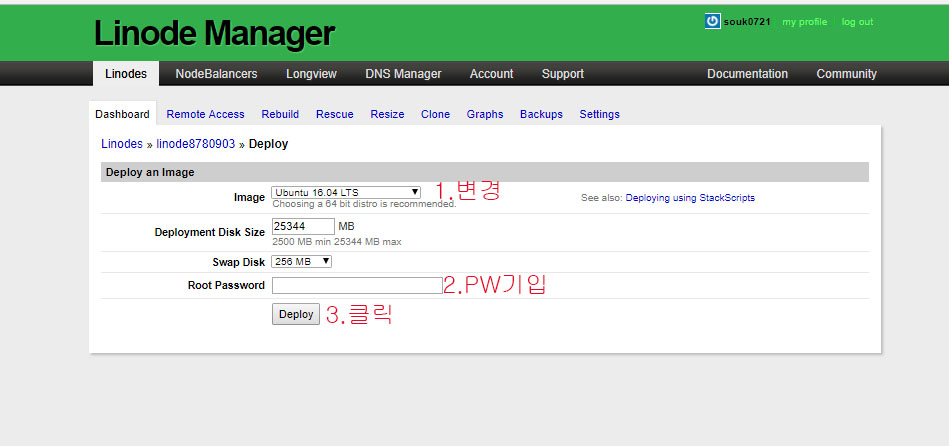 Linode Manager
souk0721 my profile log out
Linodes NodeBalancers Longview DNS Manager Account Support Documentation Community
Dashboard Remote Access Rebuild Rescue Resize Clone Graphs Backups Settings
Linodes » linode8780903 » Deploy
Deploy an Image
Image Ubuntu 16.04 LTS 1.변경 See also: Deploying using StackScripts
Choosing a 64 bit distro is recommended.
Deployment Disk Size 25344 MB
2500 MB min 25344 MB max
Swap Disk 256 MB
Root Password 2.PW기입
Deploy 3.클릭